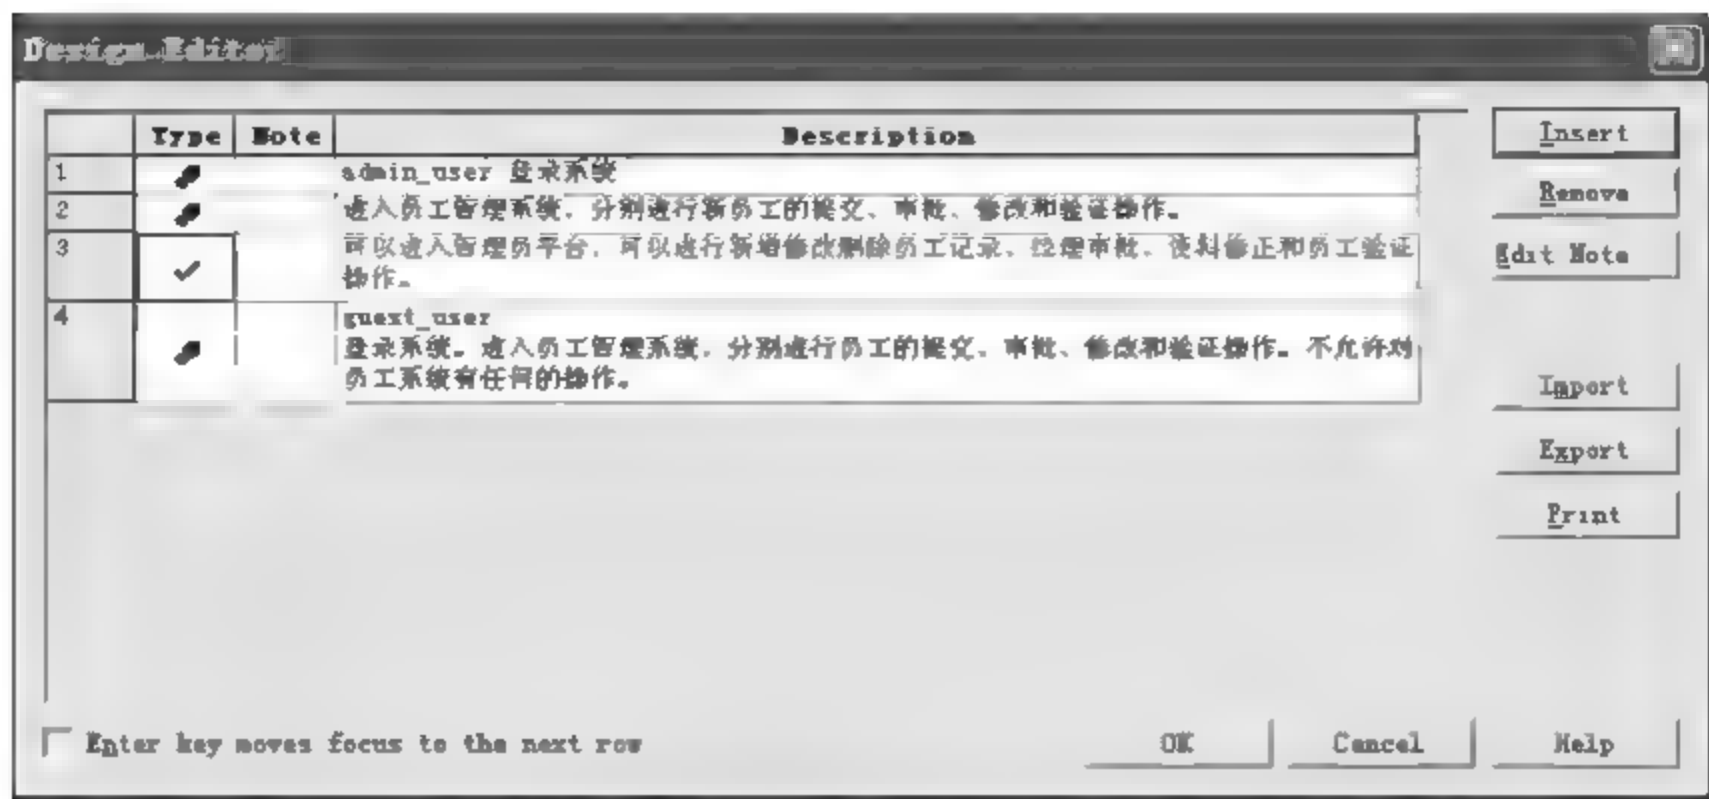 Design Editor
Type Note Description
Insert
1 admin_user 登录系统
Remove
2 进入员工管理系统，分别进行新员工的提交、审批、修改和验证操作。
3 可以进入管理员平台，可以进行新增修改删除员工记录、经理审批、资料修正和员工验证
操作。
Edit Note
4 guest_user
登录系统。进入员工管理系统，分别进行员工的提交、审批、修改和验证操作。不允许对
员工系统有任何的操作。
Import
Export
Print
Enter key moves focus to the next row
OK Cancel Help